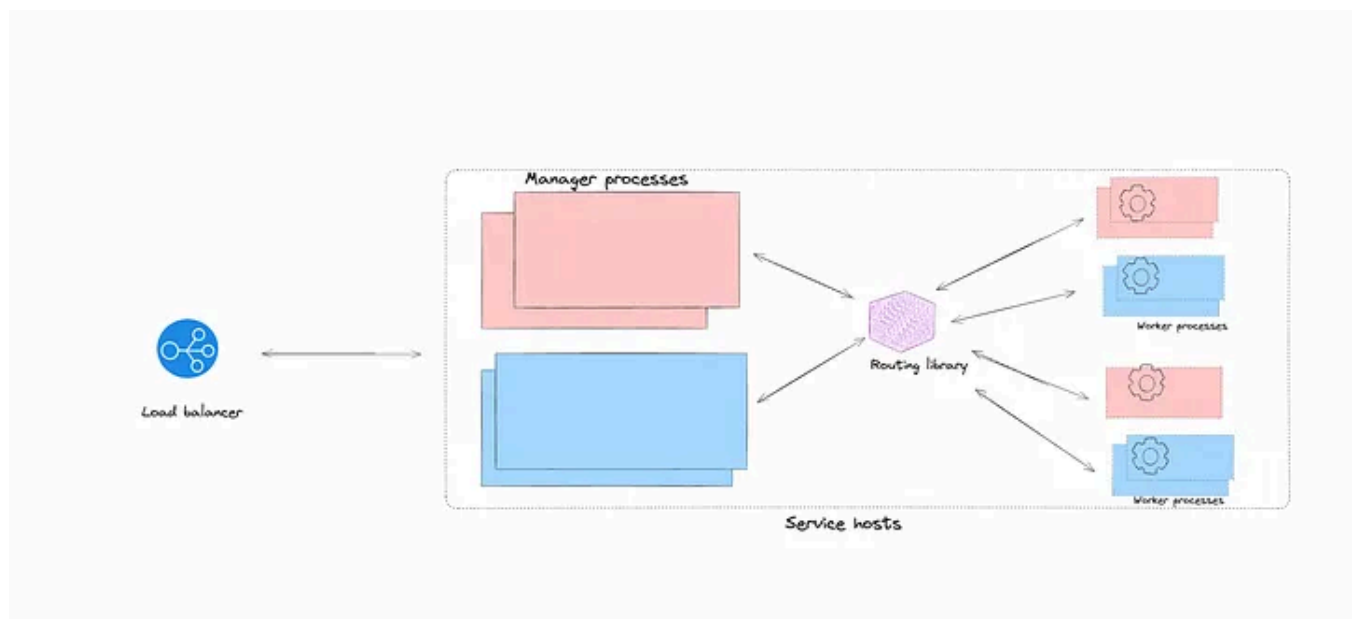 Manager processes
Worker processes
Routing library
Load balancer
Worker processes
Service hosts